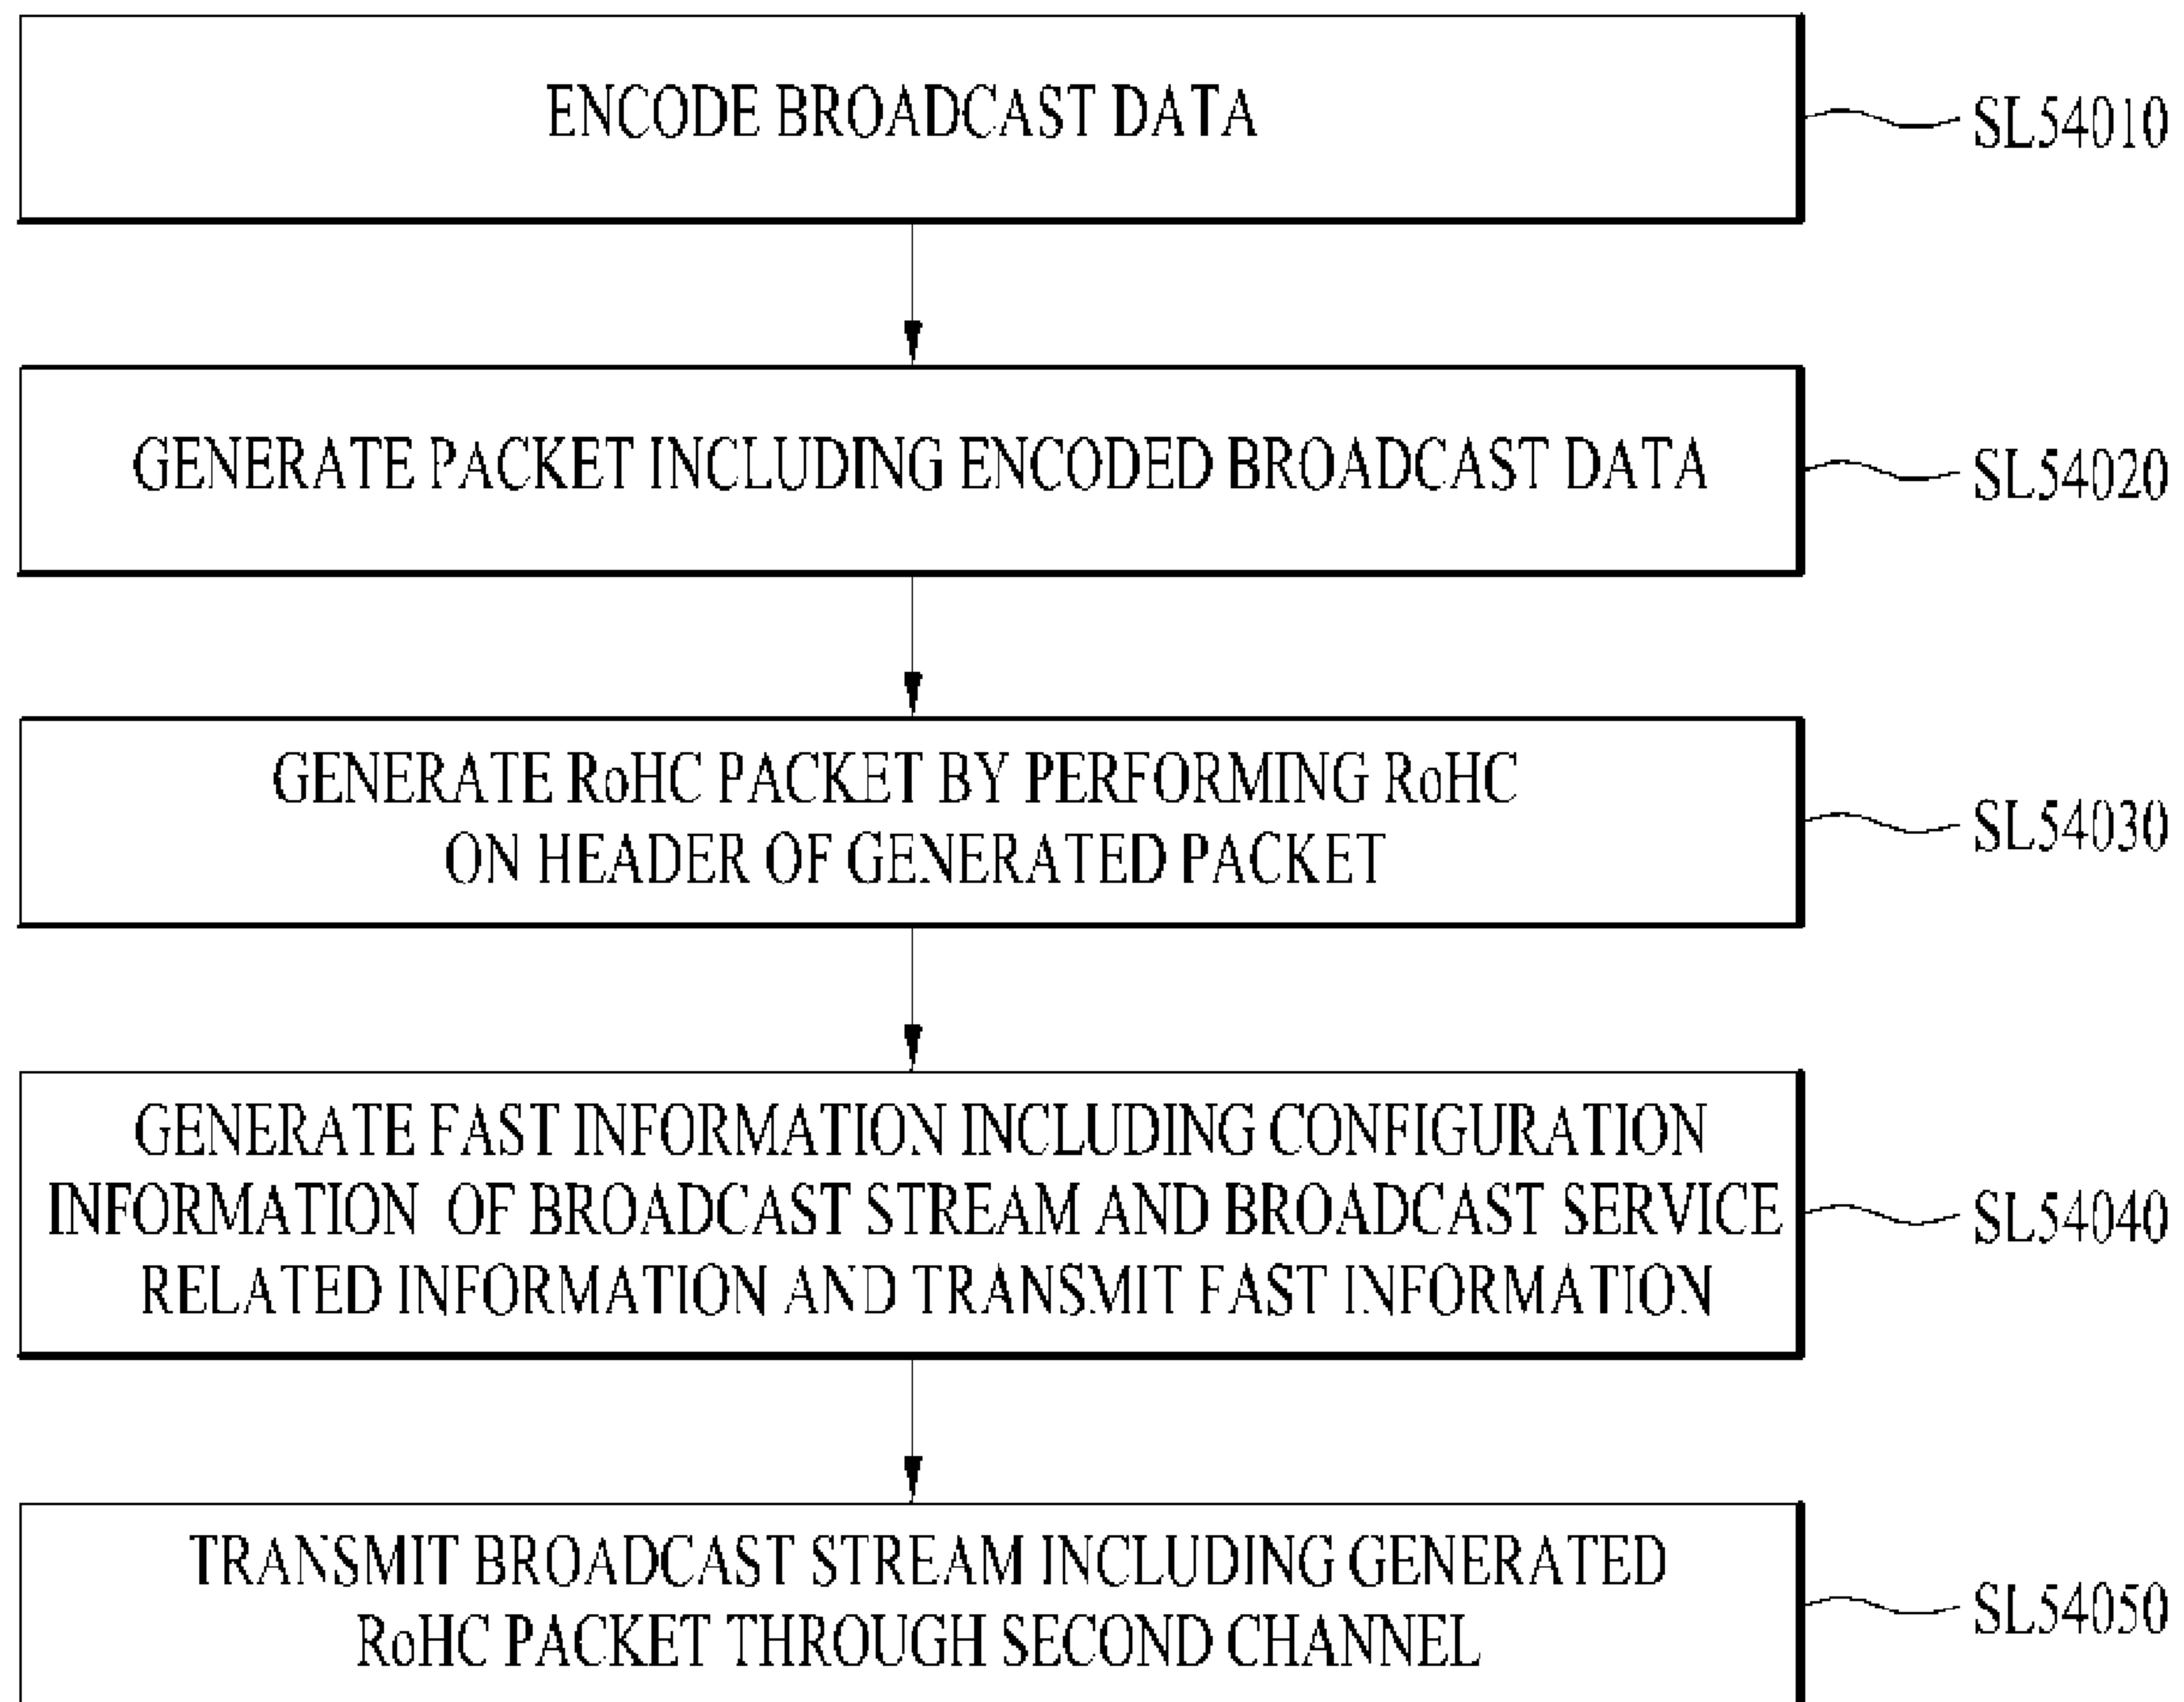 ENCODE BROADCAST DATA
SL54010
GENERATE PACKET INCLUDING ENCODED BROADCAST DATA
SL54020
GENERATE RoHC PACKET BY PERFORMING RoHC
ON HEADER OF GENERATED PACKET
SL54030
GENERATE FAST INFORMATION INCLUDING CONFIGURATION
INFORMATION OF BROADCAST STREAM AND BROADCAST SERVICE
RELATED INFORMATION AND TRANSMIT FAST INFORMATION
SL54040
TRANSMIT BROADCAST STREAM INCLUDING GENERATED
RoHC PACKET THROUGH SECOND CHANNEL
SL54050